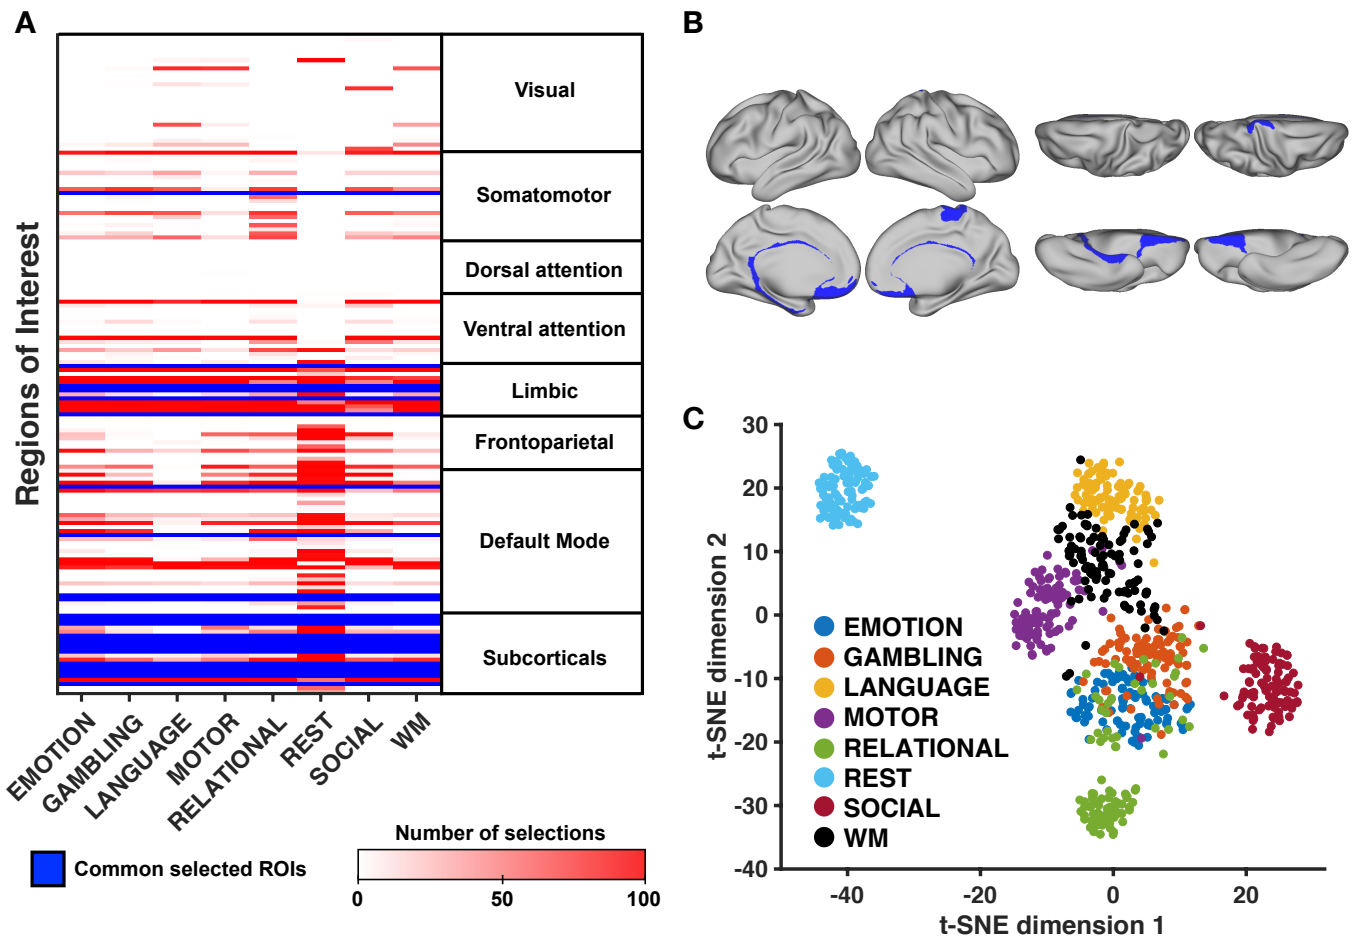 A
Regions of Interest
Visual
Somatomotor
Dorsal attention
Ventral attention
Limbic
Frontoparietal
Default Mode
Subcorticals
EMOTION
GAMBLING
LANGUAGE
MOTOR
RELATIONAL
REST
SOCIAL
WM
Common selected ROIs
Number of selections
0
50
100
B
C
t-SNE dimension 2
30
20
10
0
-10
-20
-30
-40
EMOTION
GAMBLING
LANGUAGE
MOTOR
RELATIONAL
REST
SOCIAL
WM
-40
-20
0
20
t-SNE dimension 1